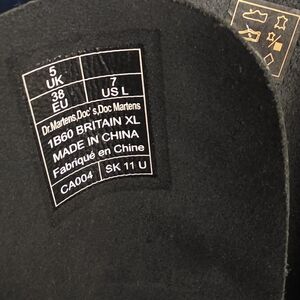 5 7
UK US L
38
EU
Dr.Martens,Doc's,Doc Martens
1B60 BRITAIN XL
MADE IN CHINA
Fabriqué en Chine
CA004 SK 11 U